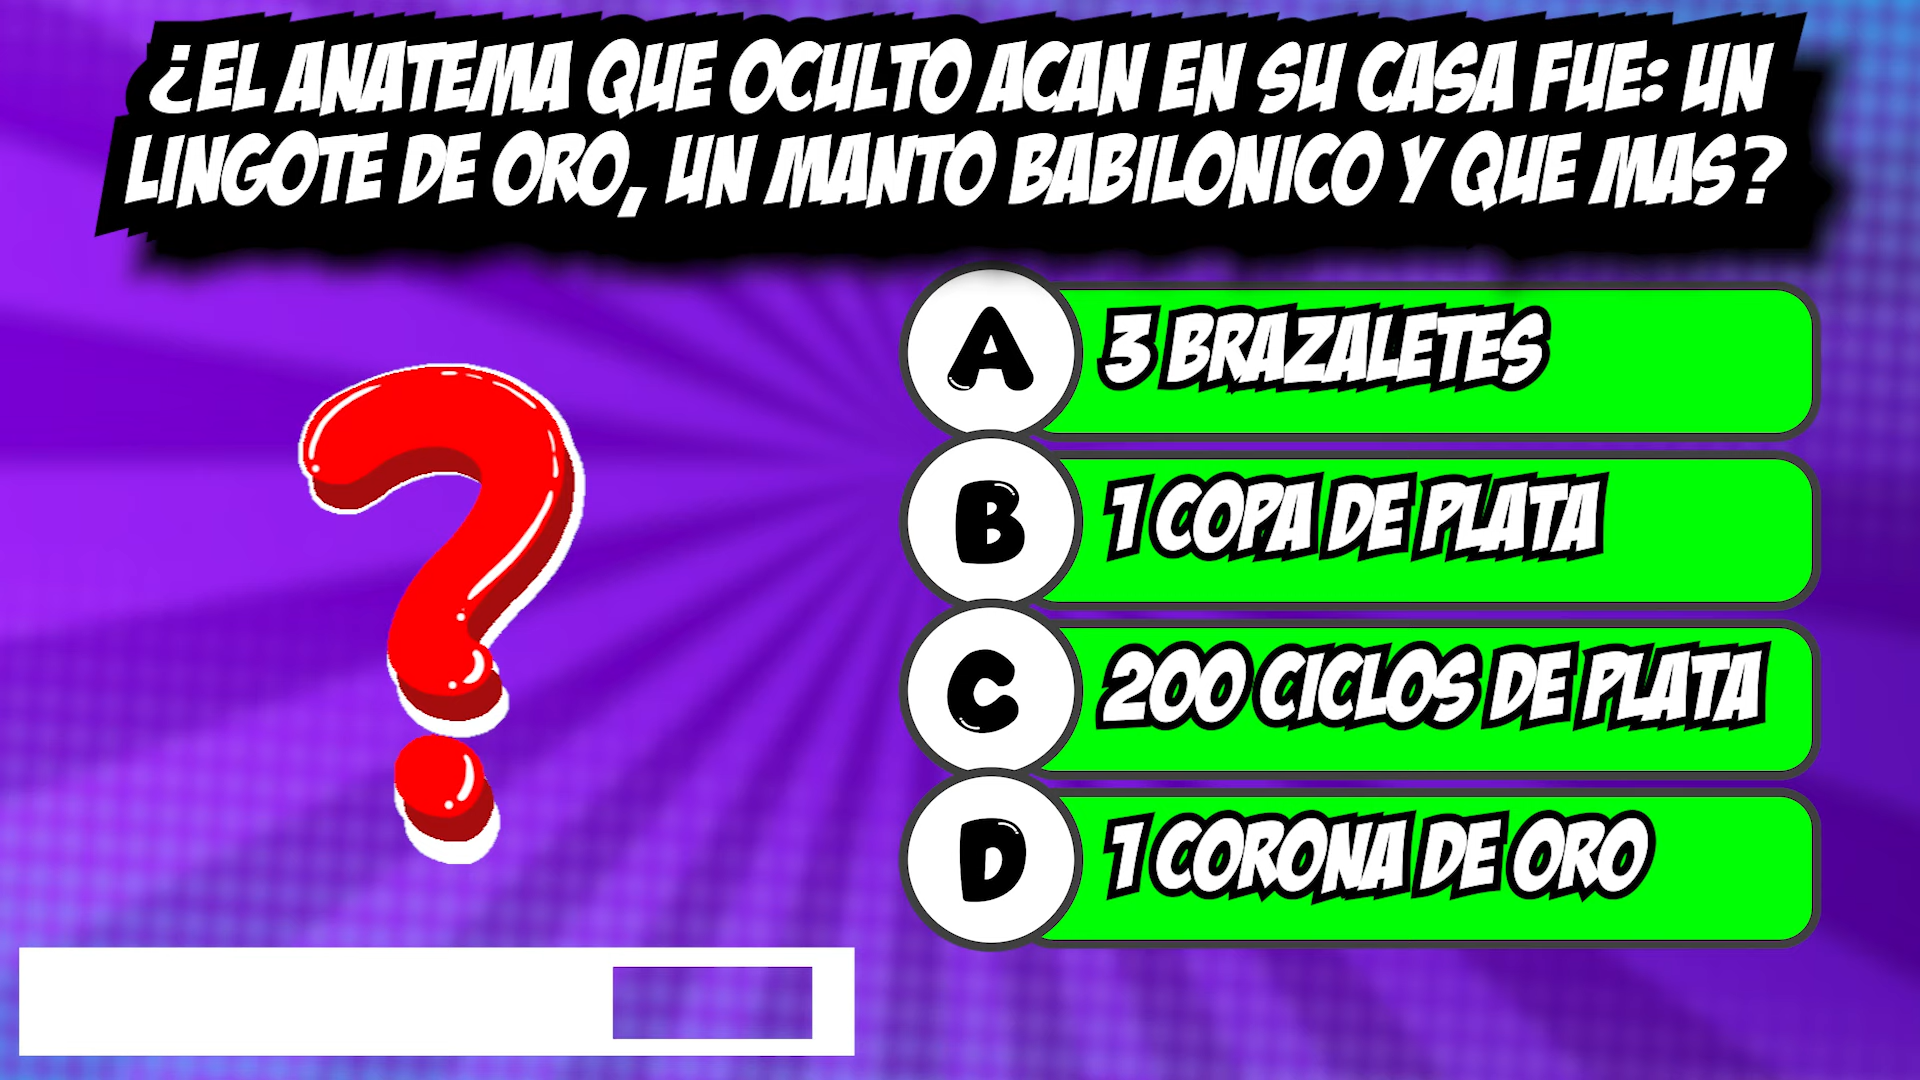 ¿EL ANATEMA QUE OCULTO ACAN EN SU CASA FUE: UN
LINGOTE DE ORO, UN MANTO BABILONICO Y QUE MAS?
A 3 BRAZALETES
B 1 COPA DE PLATA
C 200 CICLOS DE PLATA
D 1 CORONA DE ORO